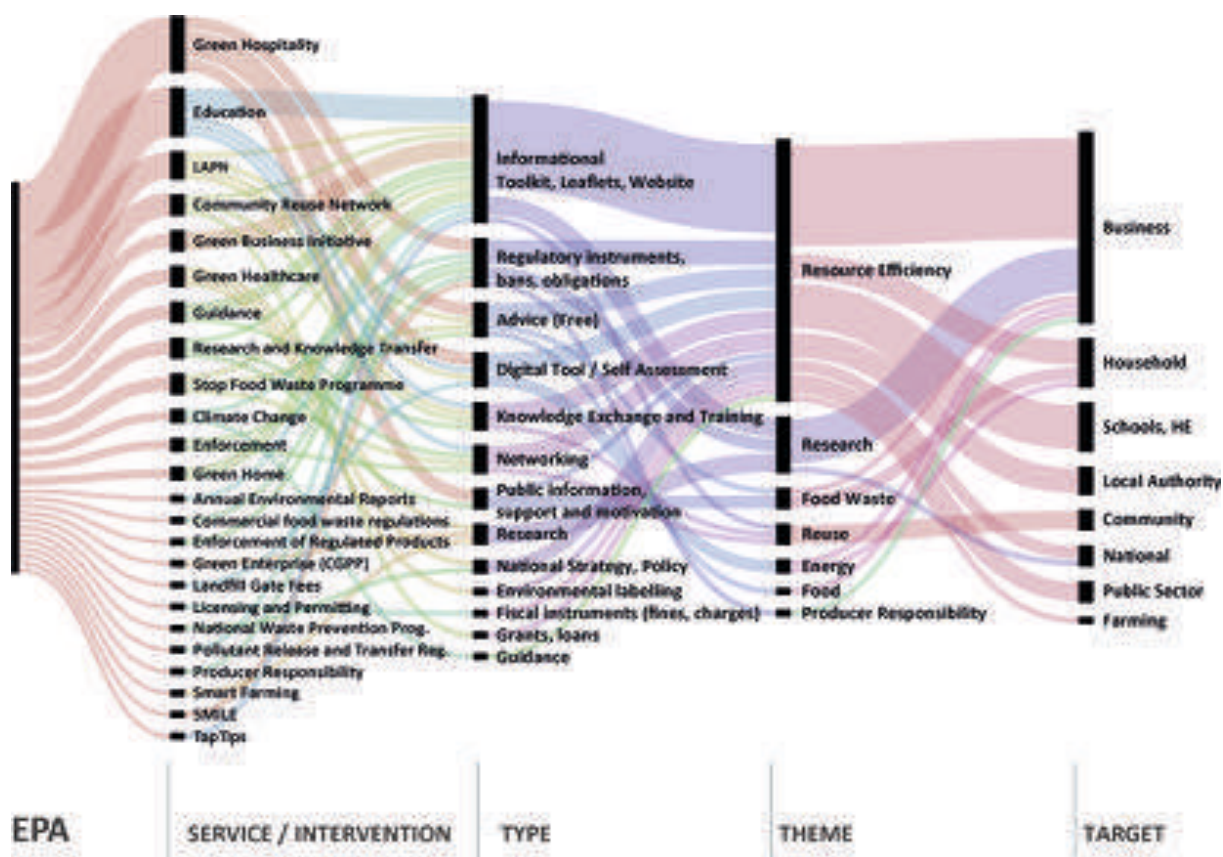 Green Hospitality
Education
LAPN
Community Reuse Network
Green Business Initiative
Green Healthcare
Guidance
Research and Knowledge Transfer
Stop Food Waste Programme
Climate Change
Enforcement
Green Home
Annual Environmental Reports
Commercial food waste regulations
Enforcement of Regulated Products
Green Enterprise (CGPP)
Landfill Gate Fees
Licensing and Permitting
National Waste Prevention Prog.
Pollutant Release and Transfer Reg.
Producer Responsibility
Smart Farming
SMILE
TapTips
Informational
Toolkit, Leaflets, Website
Regulatory instruments,
bans, obligations
Advice (Free)
Digital Tool / Self Assessment
Knowledge Exchange and Training
Networking
Public information,
support and motivation
Research
National Strategy, Policy
Environmental labelling
Fiscal instruments (fines, charges)
Grants, loans
Guidance
Resource Efficiency
Research
Food Waste
Reuse
Energy
Food
Producer Responsibility
Business
Household
Schools, HE
Local Authority
Community
National
Public Sector
Farming
EPA
SERVICE / INTERVENTION
TYPE
THEME
TARGET